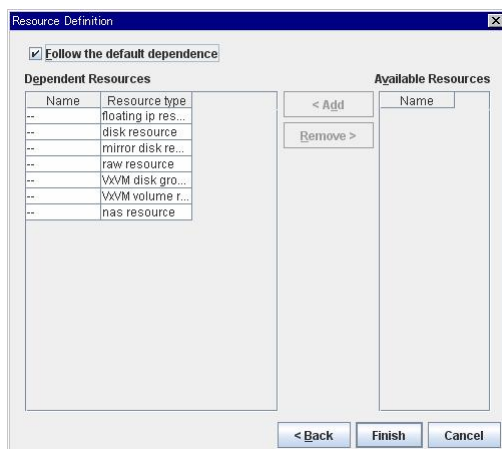 Resource Definition
Follow the default dependence
Dependent Resources
Available Resources
Name Resource type
-- floating ip res...
-- disk resource
-- mirror disk re...
-- raw resource
-- VxVM disk gro...
-- VxVM volume r...
-- nas resource
< Add
Remove >
Name
< Back Finish Cancel